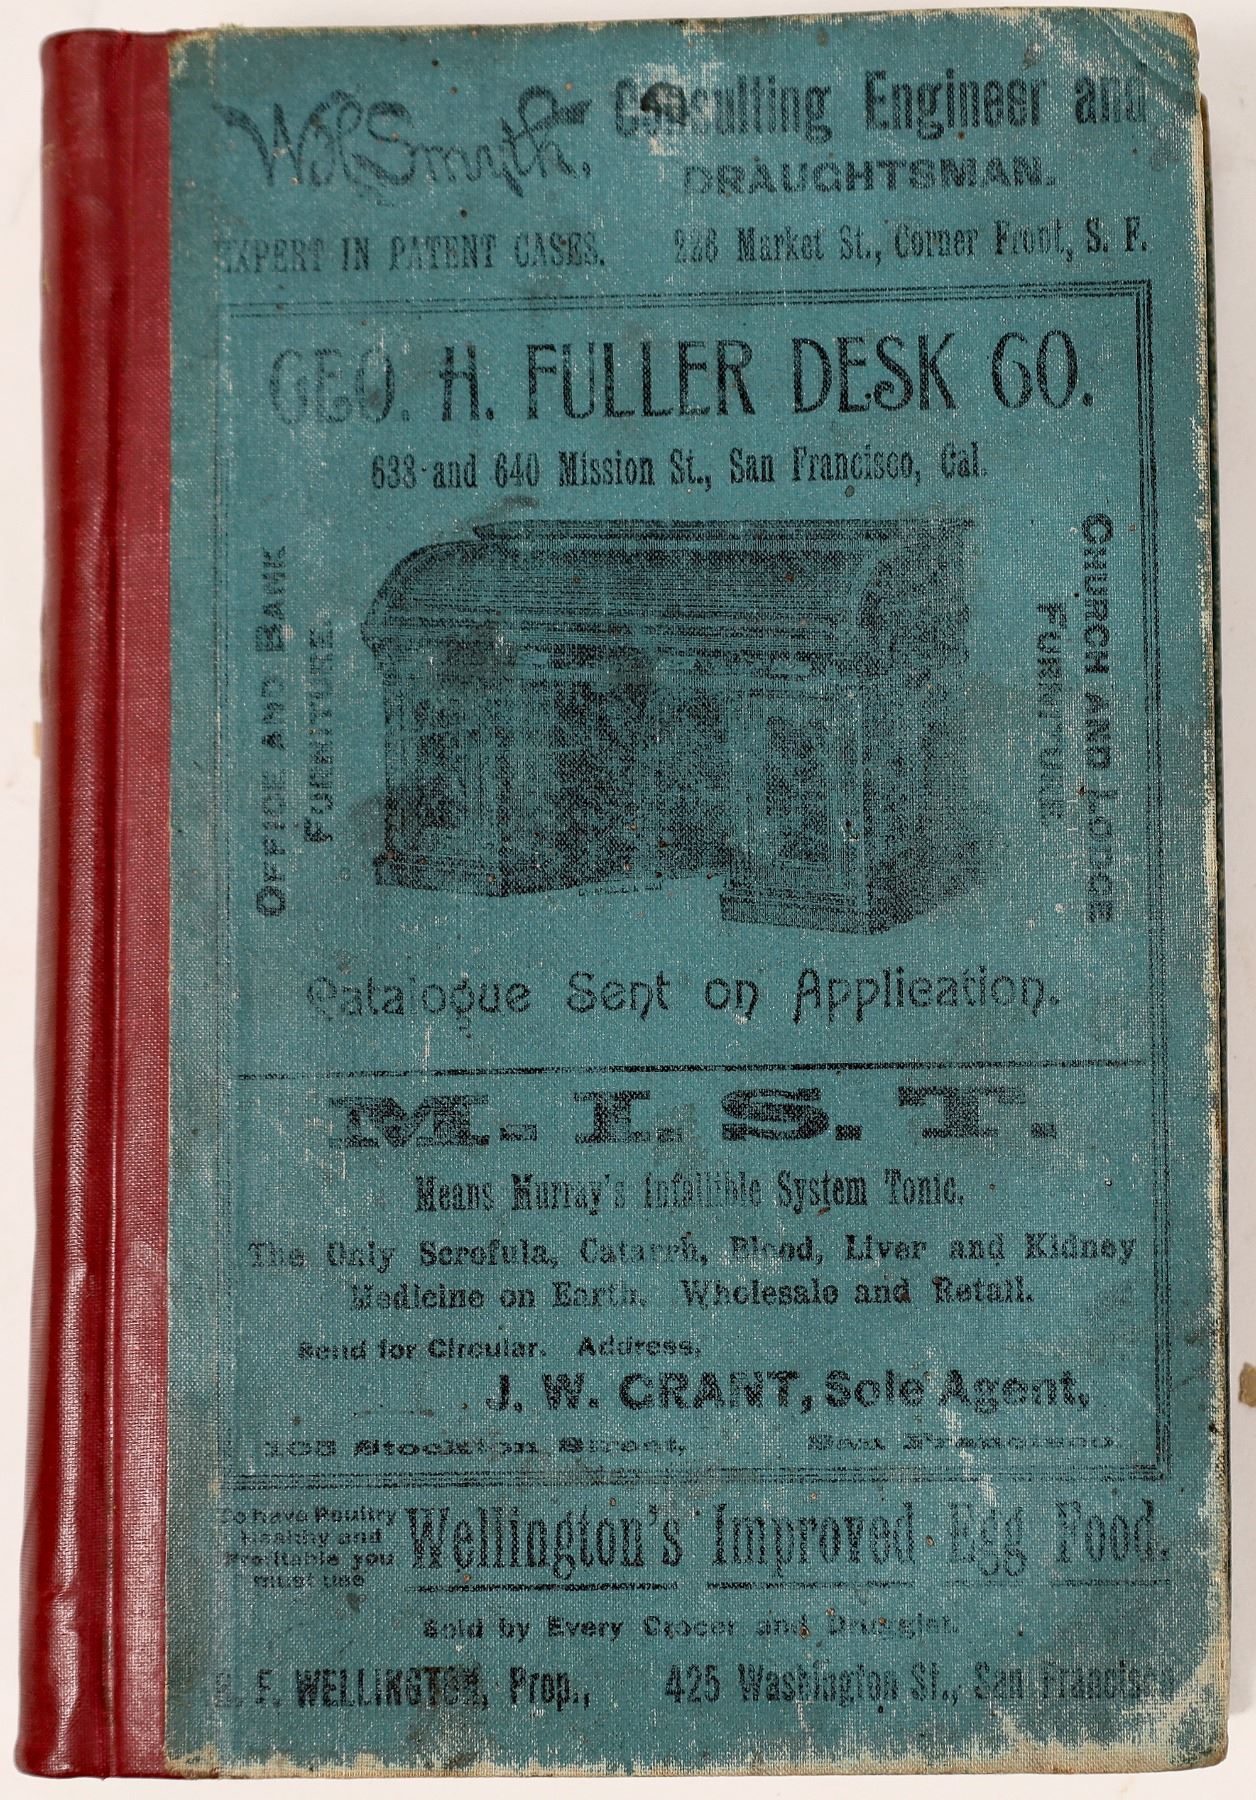 Wm H Smyth. Consulting Engineer and
DRAUGHTSMAN.
EXPERT IN PATENT CASES. 226 Market St., Corner Front, S. F.
GEO. H. FULLER DESK CO.
638 and 640 Mission St., San Francisco, Cal.
OFFICE AND BANK
FURNITURE.
CHURCH AND LODGE
FURNITURE
Catalogue Sent on Application.
M. I. S. T.
Means Murray's Infallible System Tonic.
The Only Scrofula, Catarrh, Blood, Liver and Kidney
Medicine on Earth. Wholesale and Retail.
Send for Circular. Address,
J. W. GRANT, Sole Agent,
Stockton Street, San Francisco.
To have Poultry
Healthy and
Profitable you
must use
Wellington's Improved Egg Food.
Sold by Every Grocer and Druggist.
F. WELLINGTON, Prop., 425 Washington St., San Francisco